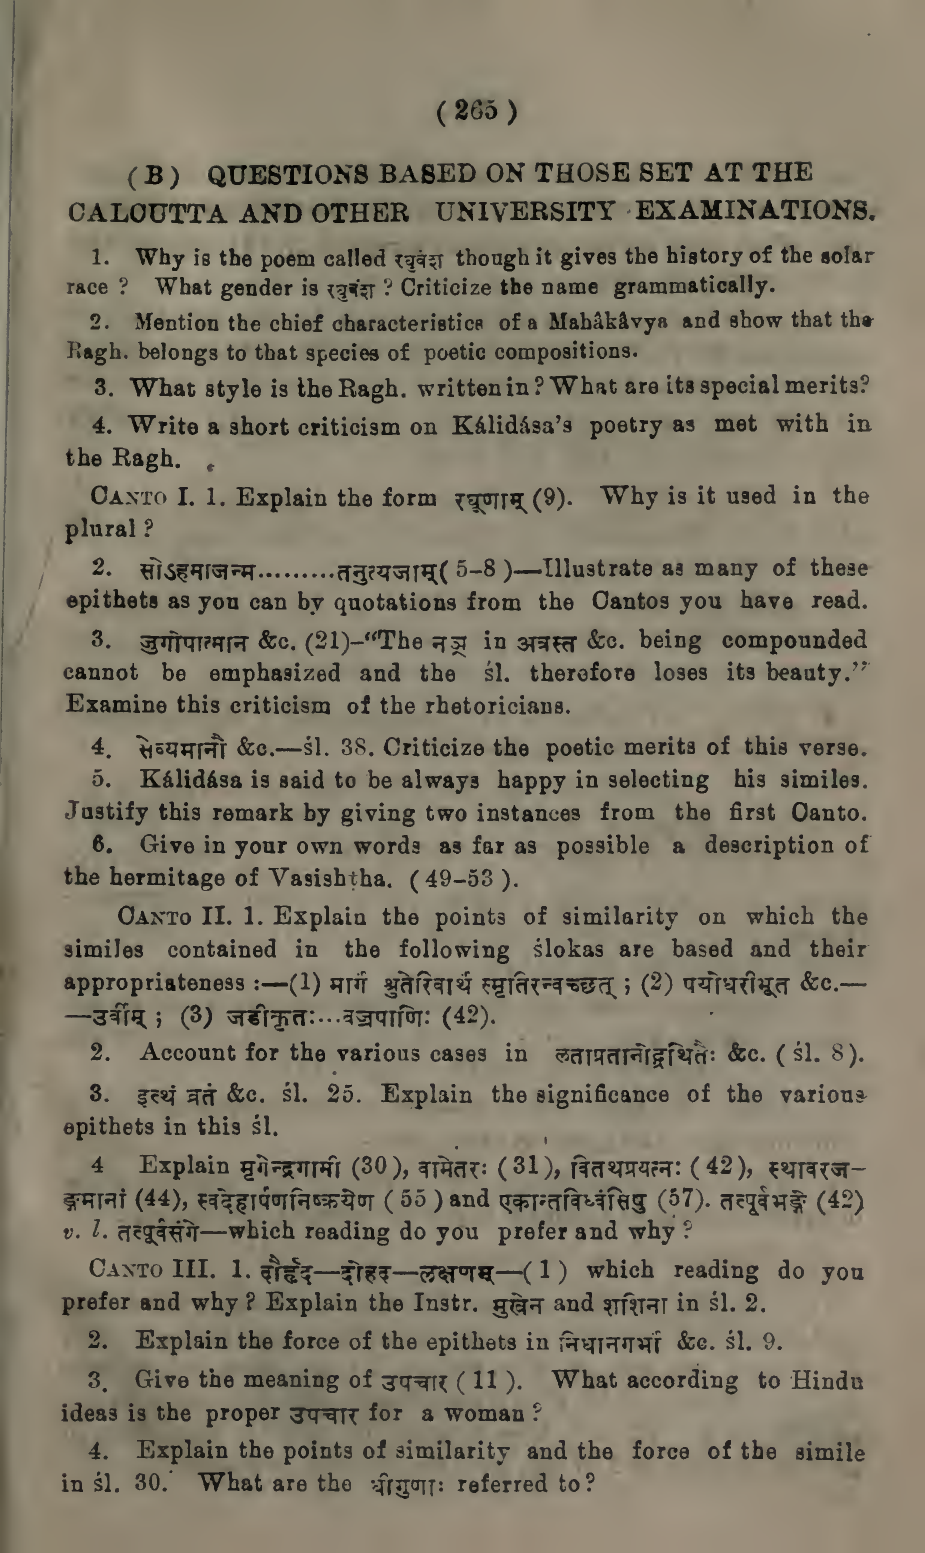 ( 265 )
(B) QUESTIONS BASED ON THOSE SET AT THE
CALCUTTA AND OTHER UNIVERSITY EXAMINATIONS.
1. Why is the poem called रघुवंश though it gives the history of the solar
race ? What gender is रघुवंश ? Criticize the name grammatically.
2. Mention the chief characteristics of a Mahâkâvya and show that the
Ragh. belongs to that species of poetic compositions.
3. What style is the Ragh. written in? What are its special merits?
4. Write a short criticism on Kálidása's poetry as met with in
the Ragh.
CANTO I. 1. Explain the form रघूणाम् (9). Why is it used in the
plural ?
2. सोऽहमाजन्म.........तनुत्यजाम्( 5-8 )—Illustrate as many of these
epithets as you can by quotations from the Cantos you have read.
3. जुगोपात्मान &c. (21)-“The नञ् in अत्रस्त &c. being compounded
cannot be emphasized and the śl. therefore loses its beauty.”
Examine this criticism of the rhetoricians.
4. सेव्यमानौ &c.—śl. 38. Criticize the poetic merits of this verse.
5. Kálidása is said to be always happy in selecting his similes.
Justify this remark by giving two instances from the first Canto.
6. Give in your own words as far as possible a description of
the hermitage of Vasishṭha. ( 49-53 ).
CANTO II. 1. Explain the points of similarity on which the
similes contained in the following ślokas are based and their
appropriateness :—(1) मार्गं श्रुतेरिवार्थं स्मृतिरन्वच्छत् ; (2) पयोधरीभूत &c.—
—उर्वीम् ; (3) जडीकृतः...वज्रपाणिः (42).
2. Account for the various cases in लताप्रतानोद्ग्रथितैः &c. ( śl. 8 ).
3. इत्थं व्रतं &c. śl. 25. Explain the significance of the various
epithets in this śl.
4 Explain मृगेन्द्रगामी (30), वामेतरः (31), वितथप्रयत्नः (42), स्थावरज-
ङ्गमानां (44), स्वदेहार्पणनिष्क्रयेण ( 55 ) and एकान्तविध्वंसिषु (57). तत्पूर्वभङ्गे (42)
v. l. तत्पूर्वसंगे—which reading do you prefer and why ?
CANTO III. 1. दौर्हृद—दोहद—लक्षणम्—( 1 ) which reading do you
prefer and why ? Explain the Instr. मुखेन and शशिना in śl. 2.
2. Explain the force of the epithets in निधानगर्भां &c. śl. 9.
3. Give the meaning of उपचार ( 11 ). What according to Hindu
ideas is the proper उपचार for a woman ?
4. Explain the points of similarity and the force of the simile
in śl. 30. What are the धीगुणाः referred to?